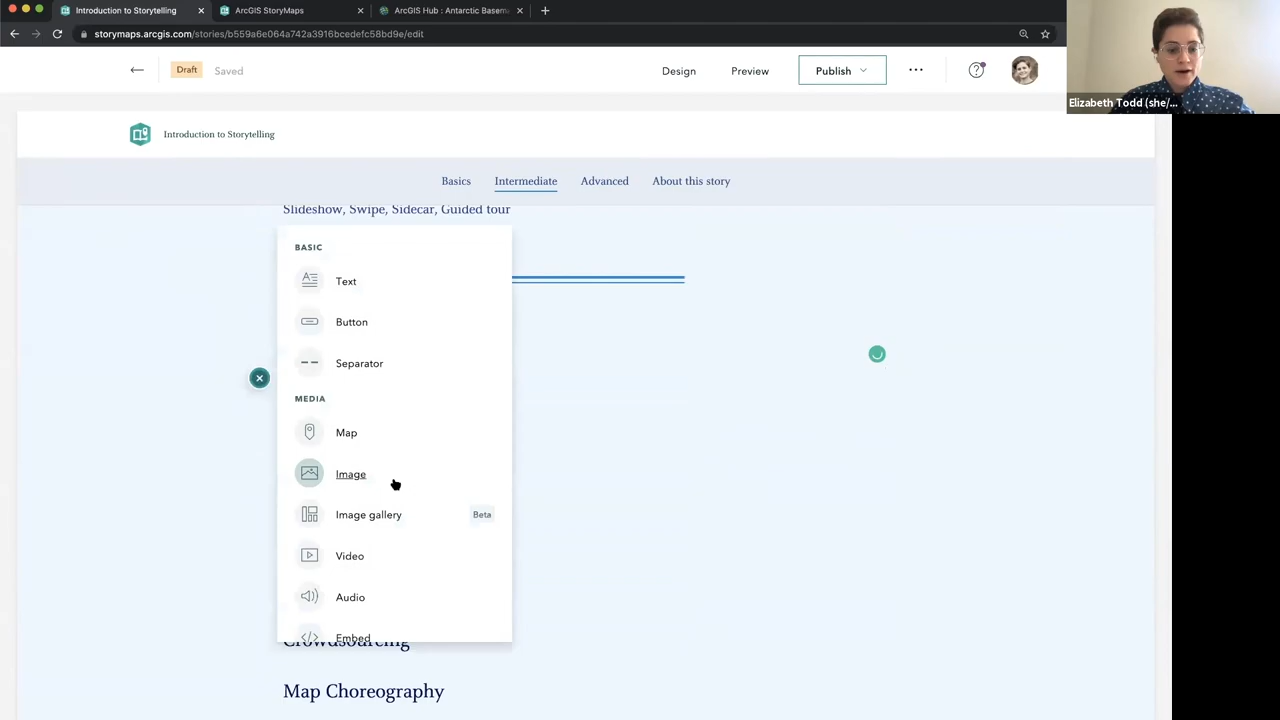 Introduction to Storytelling
ArcGIS StoryMaps
ArcGIS Hub : Antarctic Basem
storymaps.arcgis.com/stories/b559a6e064a742a3916bcedefc58bd9e/edit
Draft
Saved
Design
Preview
Publish
Elizabeth Todd (she/...
Introduction to Storytelling
Basics
Intermediate
Advanced
About this story
Slideshow, Swipe, Sidecar, Guided tour
BASIC
Text
Button
Separator
MEDIA
Map
Image
Image gallery
Beta
Video
Audio
Embed
Crowdsourcing
Map Choreography